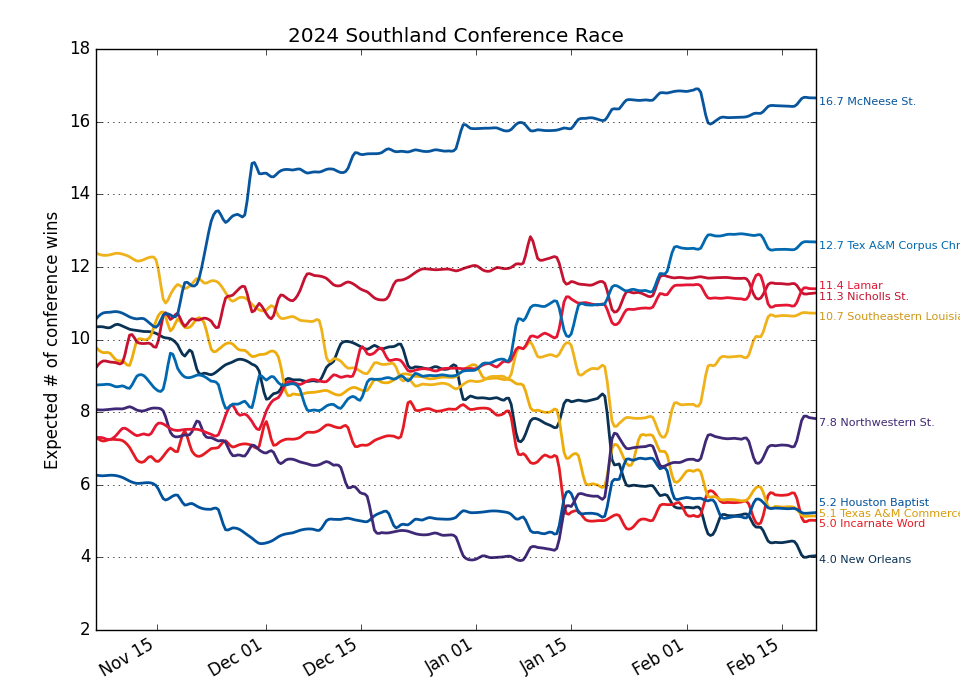 2024 Southland Conference Race
Expected # of conference wins
18
16
14
12
10
8
6
4
2
Nov 15
Dec 01
Dec 15
Jan 01
Jan 15
Feb 01
Feb 15
16.7 McNeese St.
12.7 Tex A&M Corpus Chr
11.4 Lamar
11.3 Nicholls St.
10.7 Southeastern Louisia
7.8 Northwestern St.
5.2 Houston Baptist
5.1 Texas A&M Commerce
5.0 Incarnate Word
4.0 New Orleans